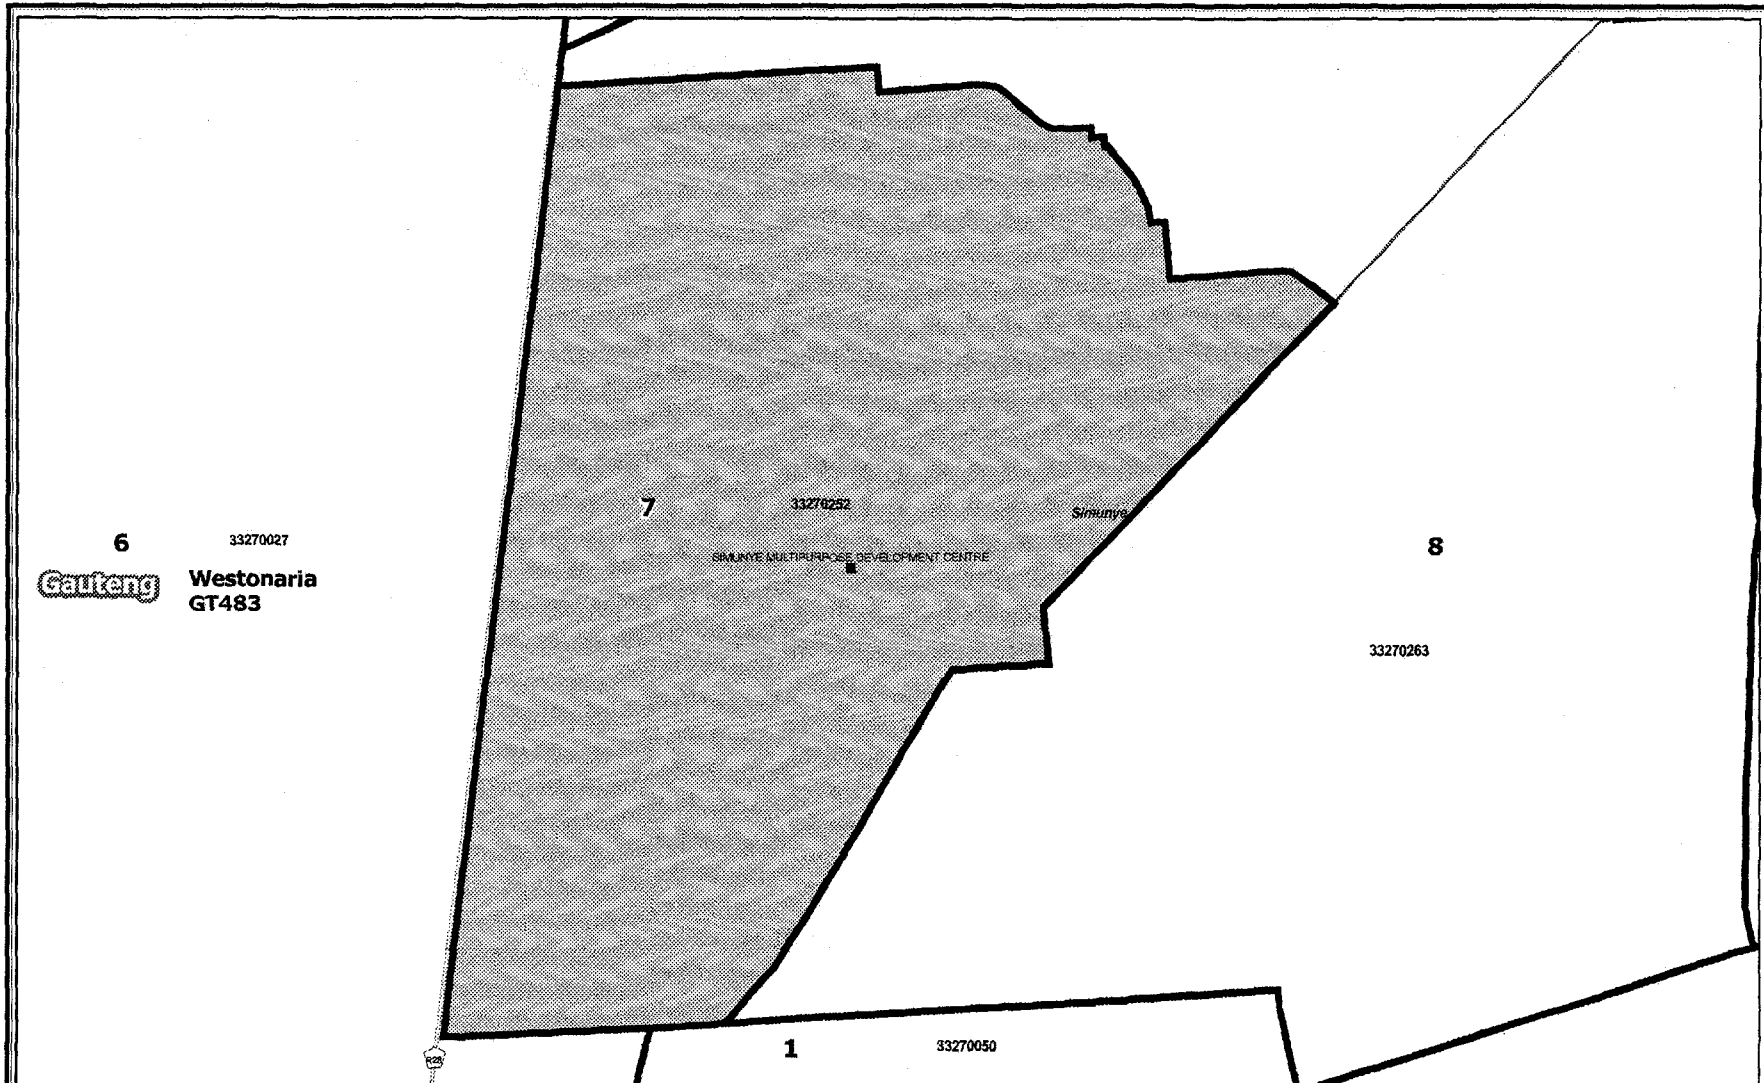 7
33270252
Simunye
6
33270027
8
SIMUNYE MULTIPURPOSE DEVELOPMENT CENTRE
Gauteng
Westonaria
GT483
33270263
1
33270050
R28